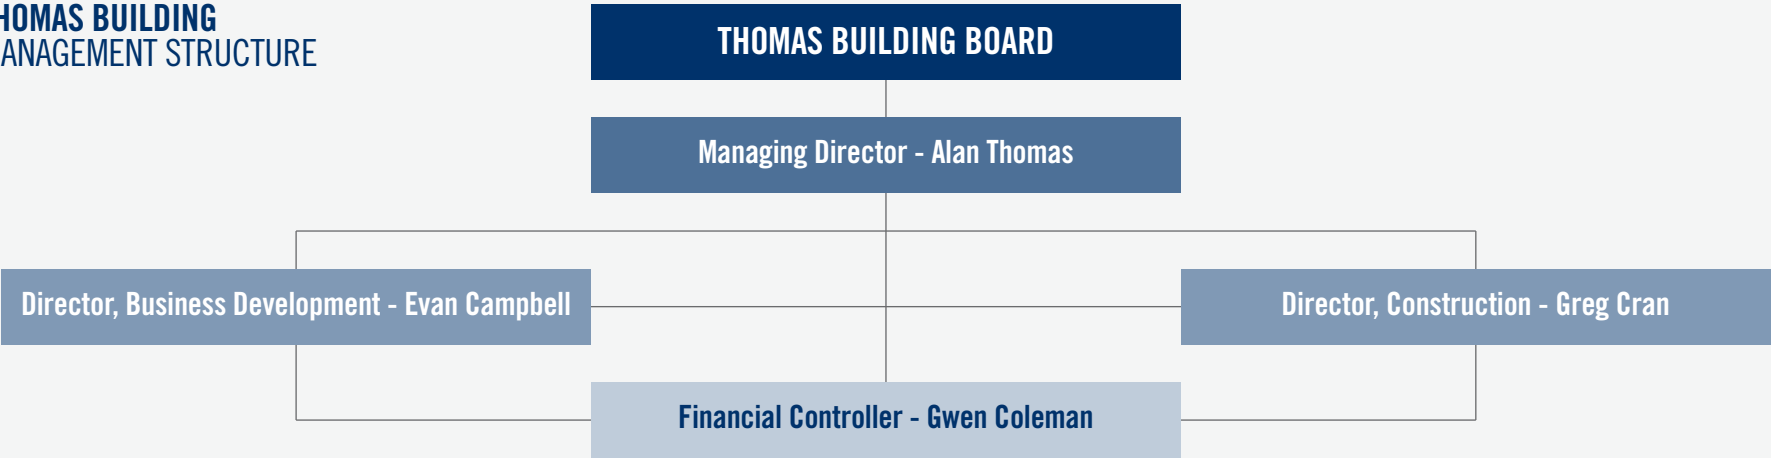 HOMAS BUILDING
ANAGEMENT STRUCTURE
THOMAS BUILDING BOARD
Managing Director - Alan Thomas
Director, Business Development - Evan Campbell
Director, Construction - Greg Cran
Financial Controller - Gwen Coleman